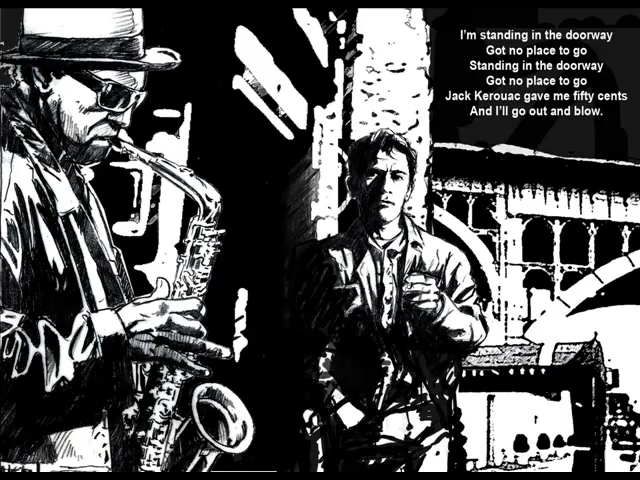 I'm standing in the doorway
Got no place to go
Standing in the doorway
Got no place to go
Jack Kerouac gave me fifty cents
And I'll go out and blow.